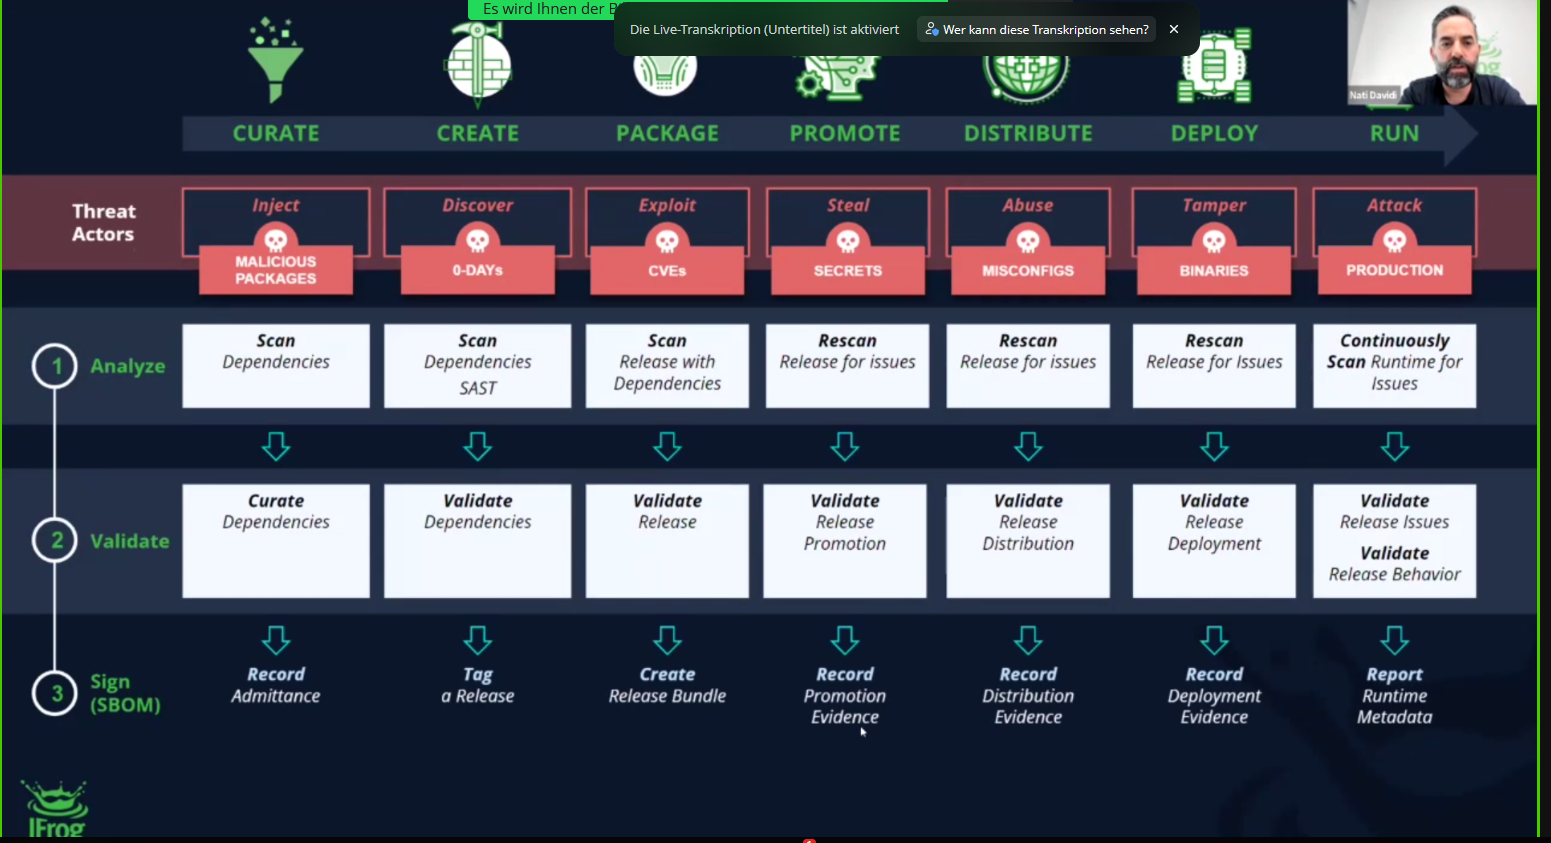 Es wird Ihnen der B
Die Live-Transkription (Untertitel) ist aktiviert
Wer kann diese Transkription sehen?
Nati Davidi
CURATE
CREATE
PACKAGE
PROMOTE
DISTRIBUTE
DEPLOY
RUN
Threat
Actors
Inject
MALICIOUS
PACKAGES
Discover
0-DAYs
Exploit
CVEs
Steal
SECRETS
Abuse
MISCONFIGS
Tamper
BINARIES
Attack
PRODUCTION
1
Analyze
Scan
Dependencies
Scan
Dependencies
SAST
Scan
Release with
Dependencies
Rescan
Release for issues
Rescan
Release for issues
Rescan
Release for Issues
Continuously
Scan Runtime for
Issues
2
Validate
Curate
Dependencies
Validate
Dependencies
Validate
Release
Validate
Release
Promotion
Validate
Release
Distribution
Validate
Release
Deployment
Validate
Release Issues
Validate
Release Behavior
3
Sign
(SBOM)
Record
Admittance
Tag
a Release
Create
Release Bundle
Record
Promotion
Evidence
Record
Distribution
Evidence
Record
Deployment
Evidence
Report
Runtime
Metadata
JFrog